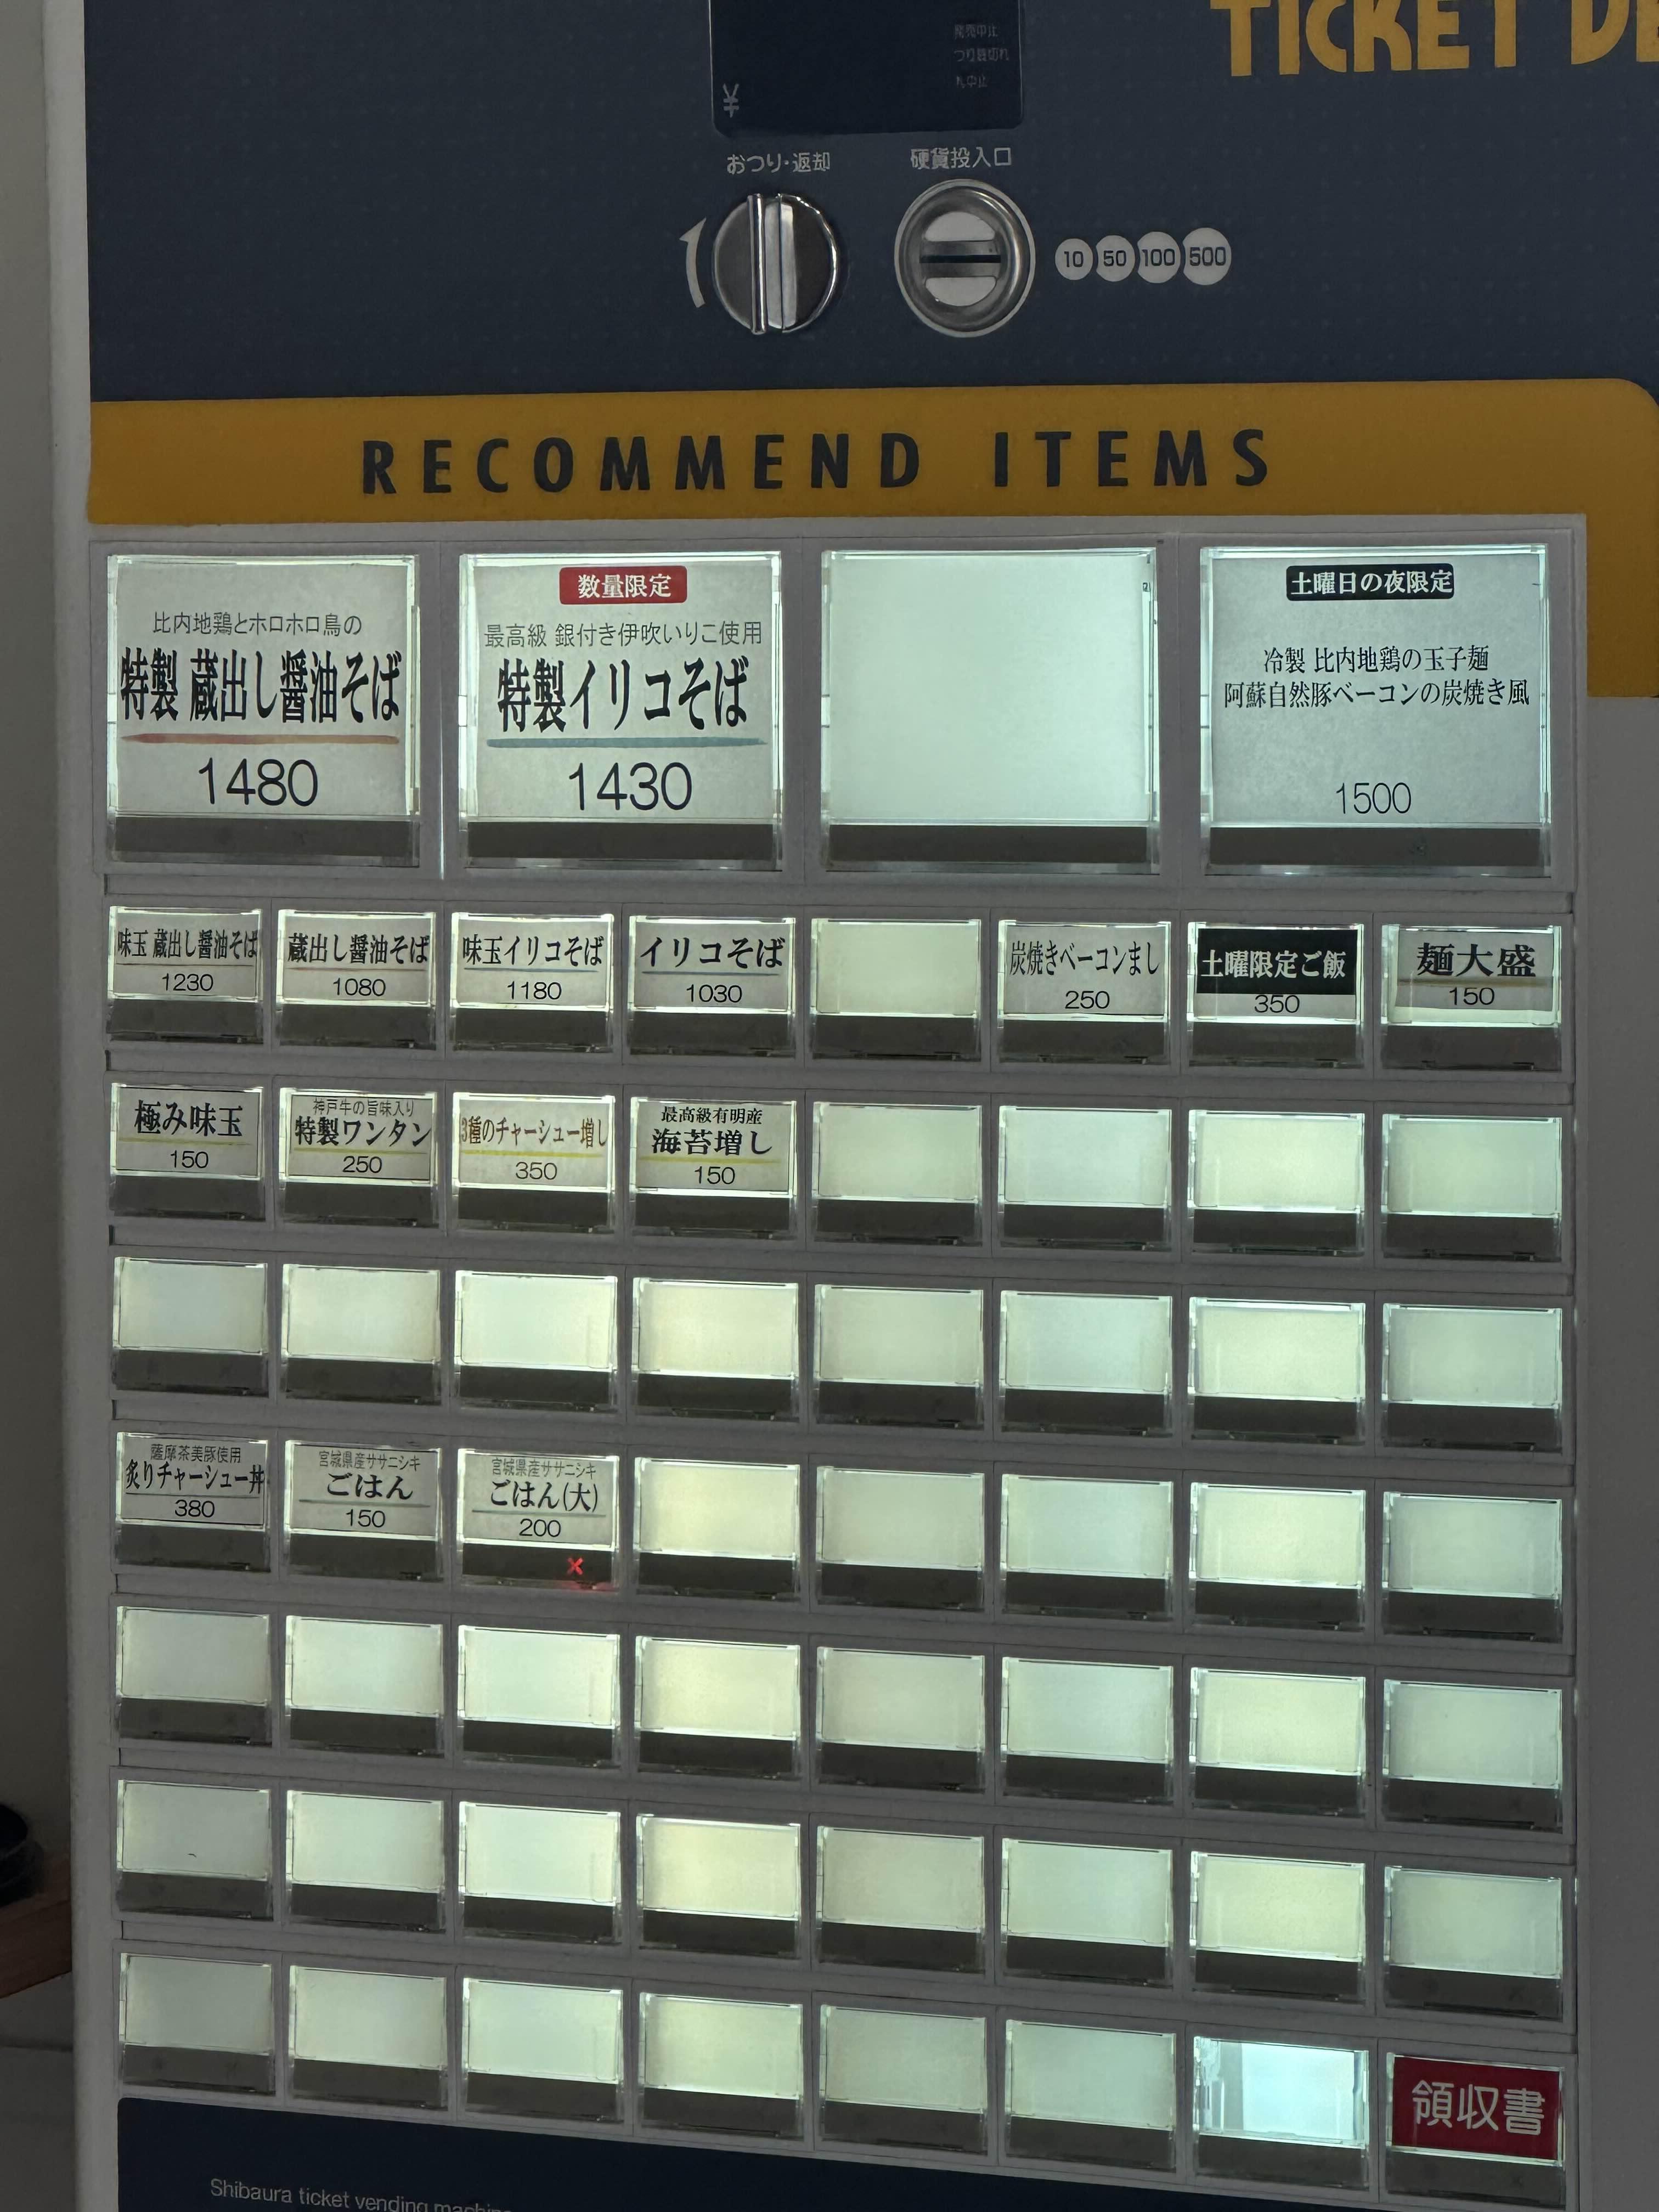 TICKET
発売中止
つり銭切れ
札中止
¥
おつり・返却
硬貨投入口
10 50 100 500
RECOMMEND ITEMS
比内地鶏とホロホロ鳥の
特製 蔵出し醤油そば
1480
数量限定
最高級 銀付き伊吹いりこ使用
特製イリコそば
1430
土曜日の夜限定
冷製 比内地鶏の玉子麺
阿蘇自然豚ベーコンの炭焼き風
1500
味玉 蔵出し醤油そば
1230
蔵出し醤油そば
1080
味玉イリコそば
1180
イリコそば
1030
炭焼きベーコンまし
250
土曜限定ご飯
350
麺大盛
150
極み味玉
150
神戸牛の旨味入り
特製ワンタン
250
3種のチャーシュー増し
350
最高級有明産
海苔増し
150
薩摩茶美豚使用
炙りチャーシュー丼
380
宮城県産ササニシキ
ごはん
150
宮城県産ササニシキ
ごはん(大)
200
×
領収書
Shibaura ticket vending machine